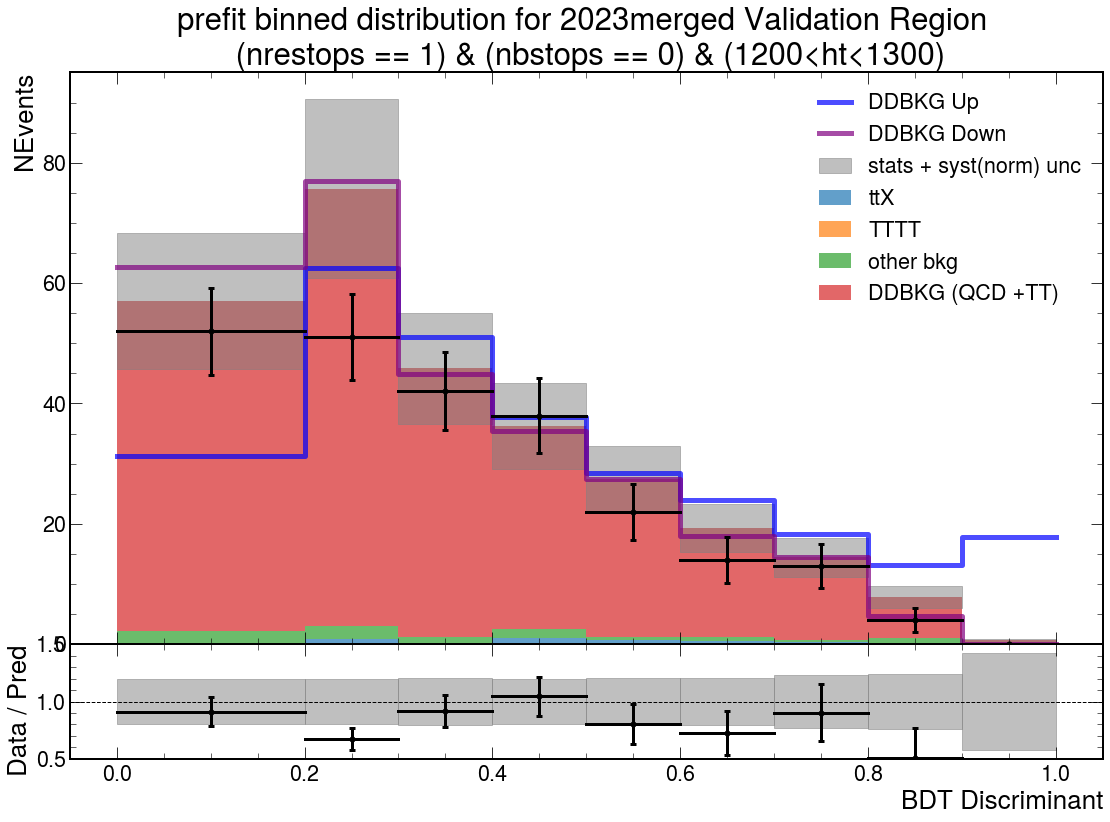 prefit binned distribution for 2023merged Validation Region
(nrestops == 1) & (nbstops == 0) & (1200<ht<1300)
NEvents
80
60
40
20
0
DDBKG Up
DDBKG Down
stats + syst(norm) unc
ttX
TTTT
other bkg
DDBKG (QCD +TT)
Data / Pred
1.5
1.0
0.5
0.0
0.2
0.4
0.6
0.8
1.0
BDT Discriminant